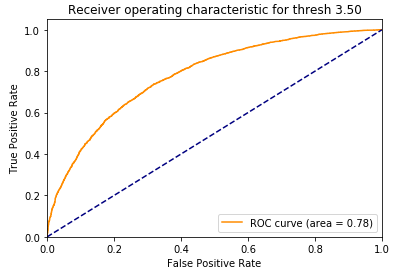 Receiver operating characteristic for thresh 3.50
True Positive Rate
1.0
0.8
0.6
0.4
0.2
0.0
ROC curve (area = 0.78)
0.0 0.2 0.4 0.6 0.8 1.0
False Positive Rate